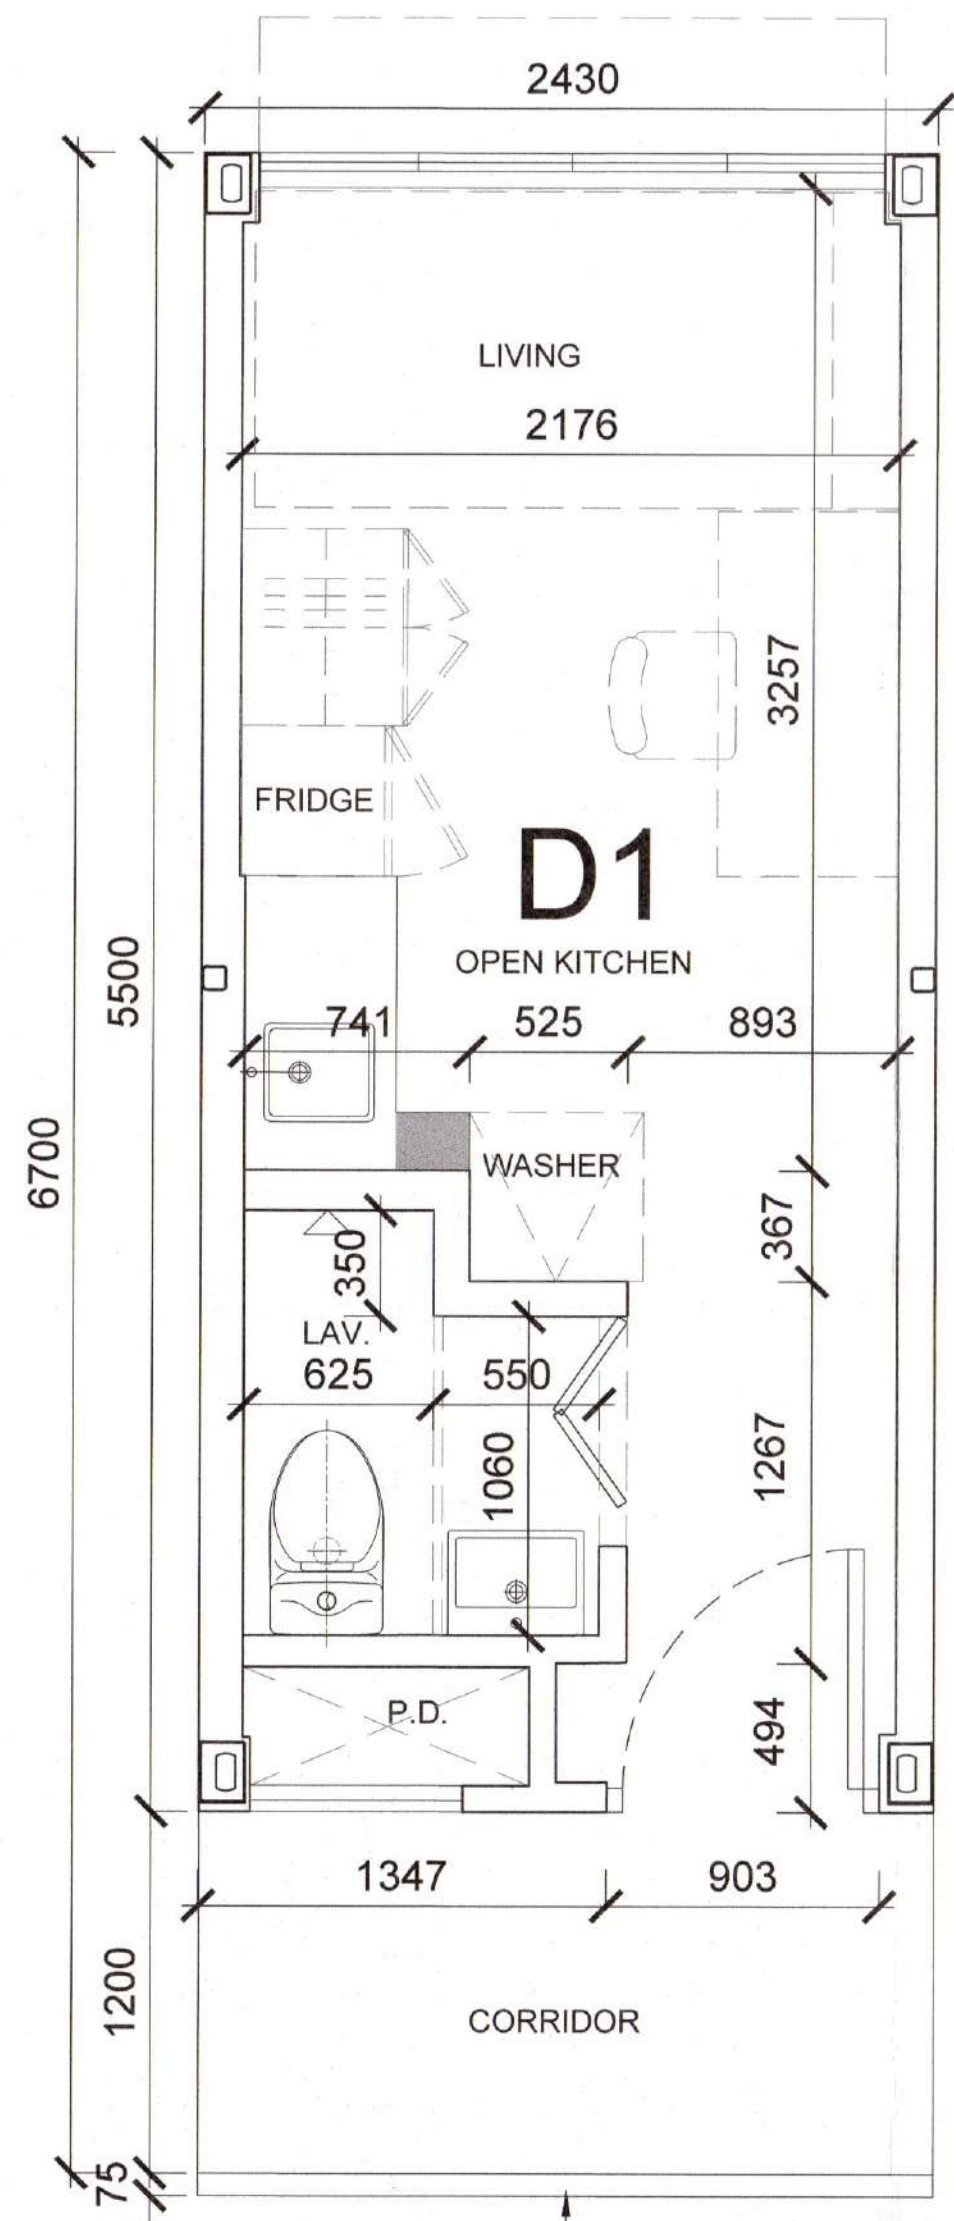 2430
LIVING
2176
3257
FRIDGE
D1
OPEN KITCHEN
5500
741
525
893
6700
WASHER
367
350
LAV.
625
550
1060
1267
P.D.
494
1347
903
1200
CORRIDOR
75